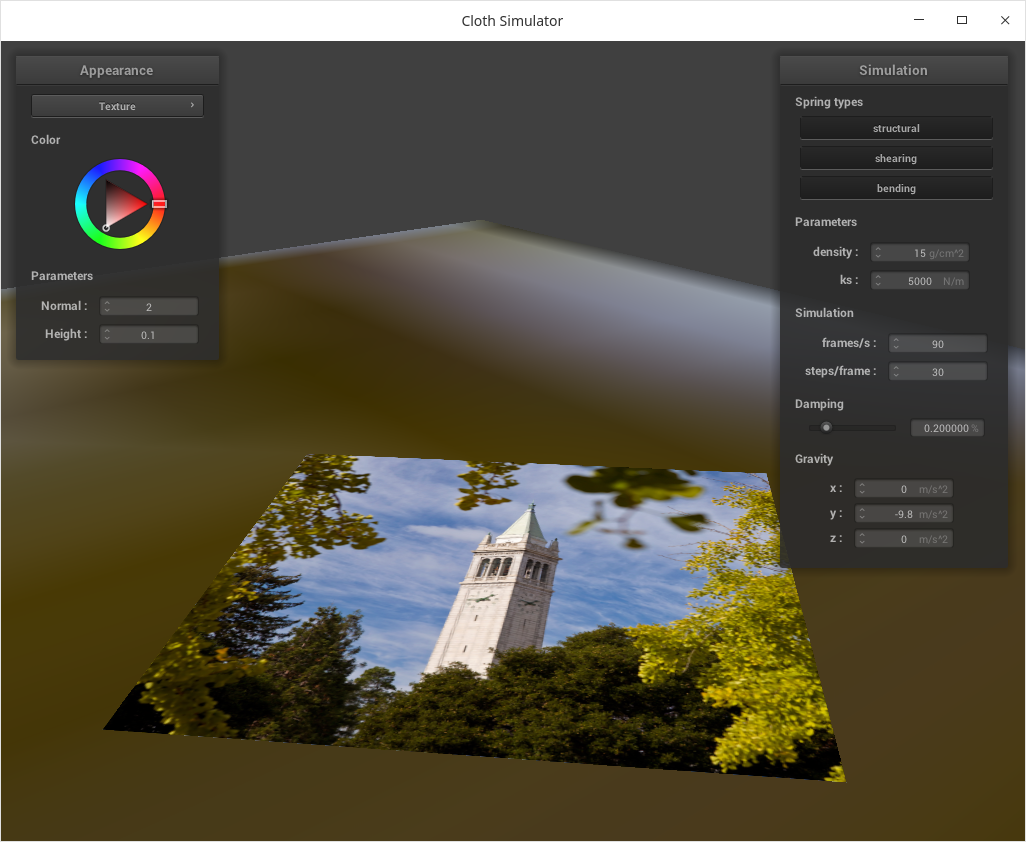 Cloth Simulator
Appearance
Texture
Color
Parameters
Normal : 2
Height : 0.1
Simulation
Spring types
structural
shearing
bending
Parameters
density : 15 g/cm^2
ks : 5000 N/m
Simulation
frames/s : 90
steps/frame : 30
Damping
0.200000 %
Gravity
x : 0 m/s^2
y : -9.8 m/s^2
z : 0 m/s^2